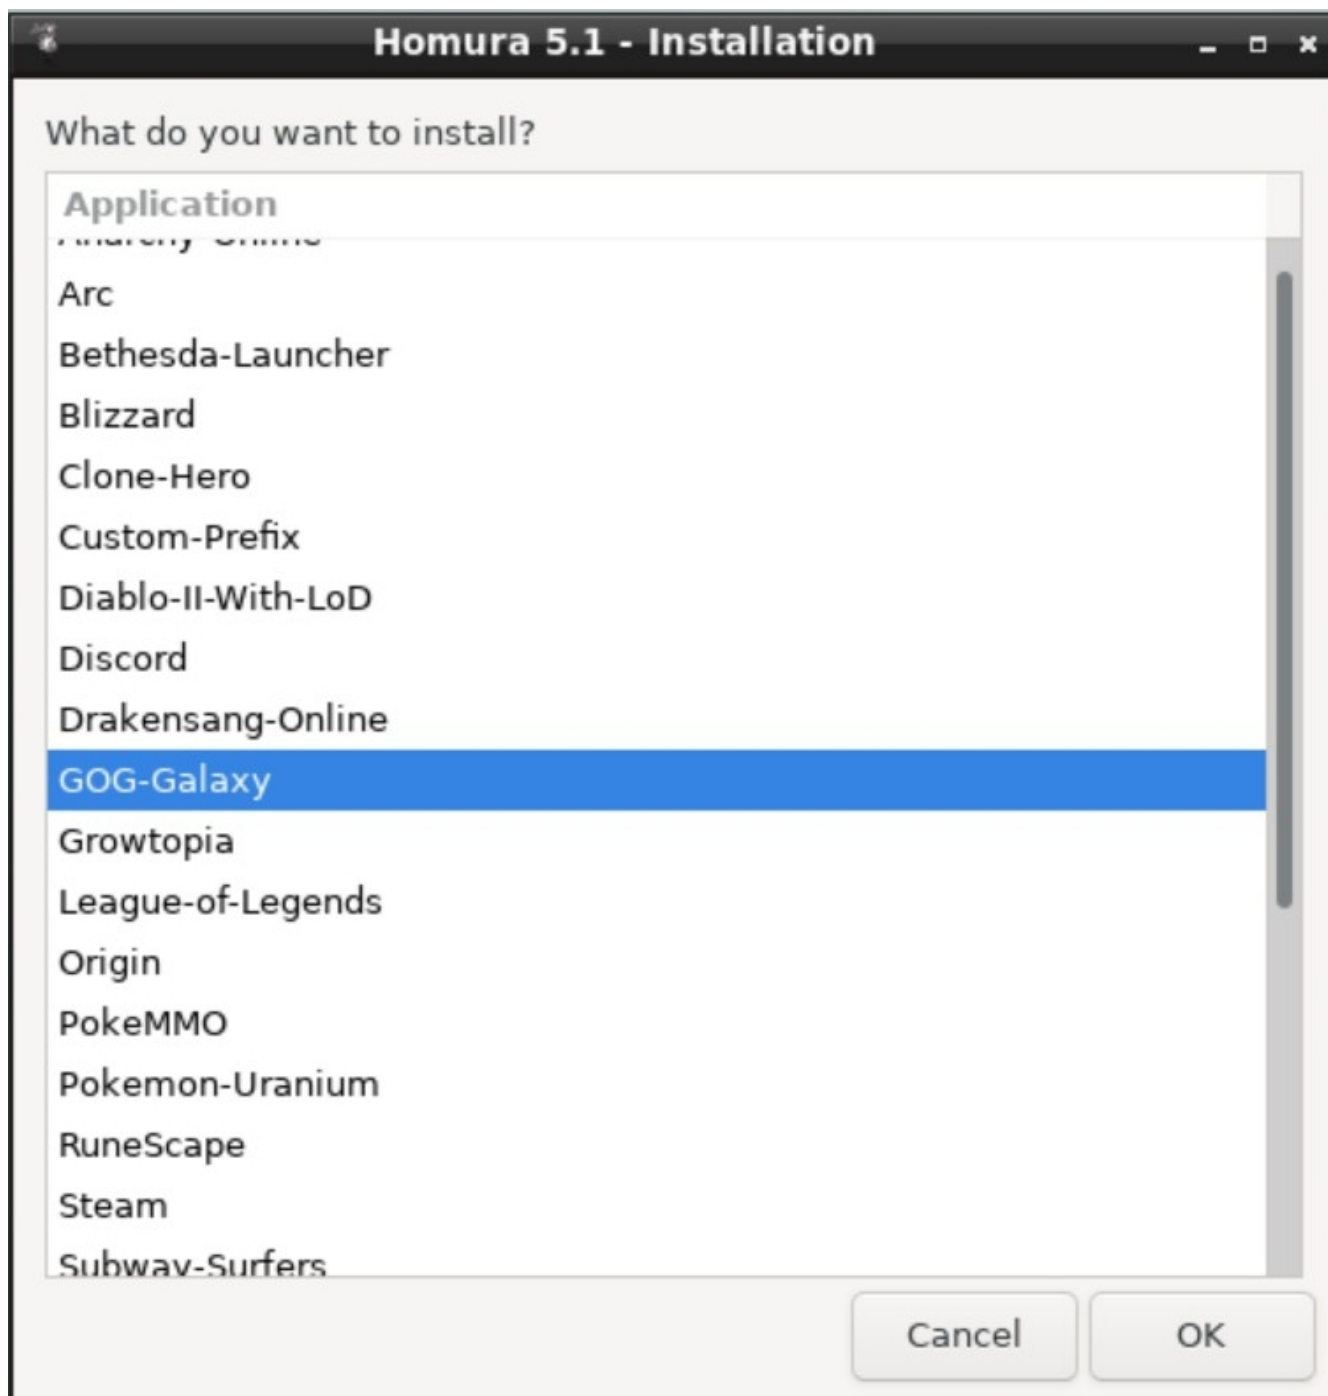 Homura 5.1 - Installation
What do you want to install?
Application
Anarchy-Online
Arc
Bethesda-Launcher
Blizzard
Clone-Hero
Custom-Prefix
Diablo-II-With-LoD
Discord
Drakensang-Online
GOG-Galaxy
Growtopia
League-of-Legends
Origin
PokeMMO
Pokemon-Uranium
RuneScape
Steam
Subway-Surfers
Cancel OK